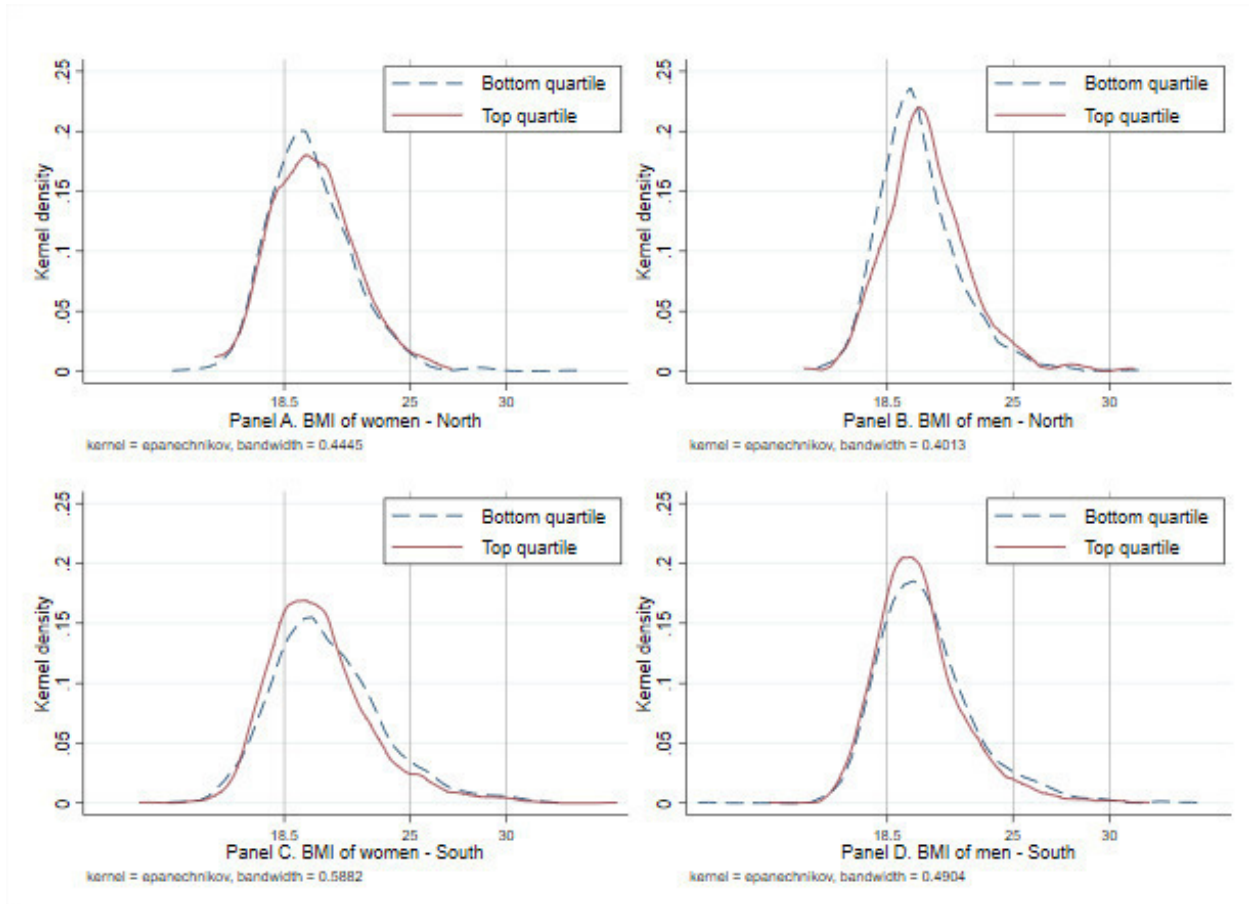 .25
Bottom quartile
Top quartile
.2
.15
.1
.05
0
Kernel density
18.5
25
30
Panel A. BMI of women - North
kernel = epanechnikov, bandwidth = 0.4445
.25
Bottom quartile
Top quartile
.2
.15
.1
.05
0
Kernel density
18.5
25
30
Panel B. BMI of men - North
kernel = epanechnikov, bandwidth = 0.4013
.25
Bottom quartile
Top quartile
.2
.15
.1
.05
0
Kernel density
18.5
25
30
Panel C. BMI of women - South
kernel = epanechnikov, bandwidth = 0.5882
.25
Bottom quartile
Top quartile
.2
.15
.1
.05
0
Kernel density
18.5
25
30
Panel D. BMI of men - South
kernel = epanechnikov, bandwidth = 0.4904